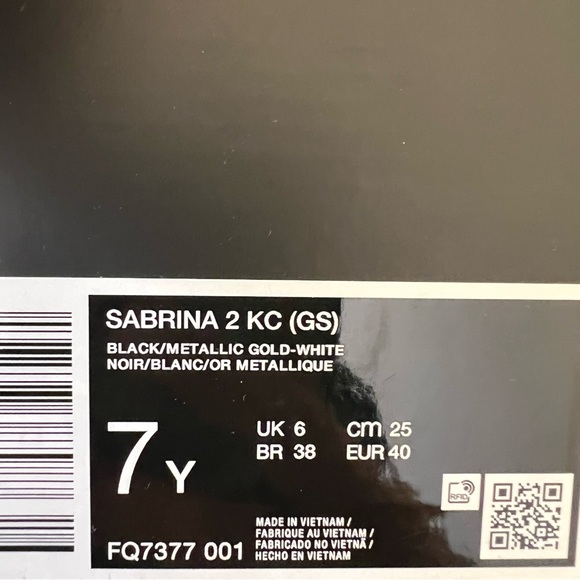 SABRINA 2 KC (GS)
BLACK/METALLIC GOLD-WHITE
NOIR/BLANC/OR METALLIQUE
7 Y
UK 6 cm 25
BR 38 EUR 40
RFID
FQ7377 001
MADE IN VIETNAM /
FABRIQUE AU VIETNAM /
FABRICADO NO VIETNÃ /
HECHO EN VIETNAM